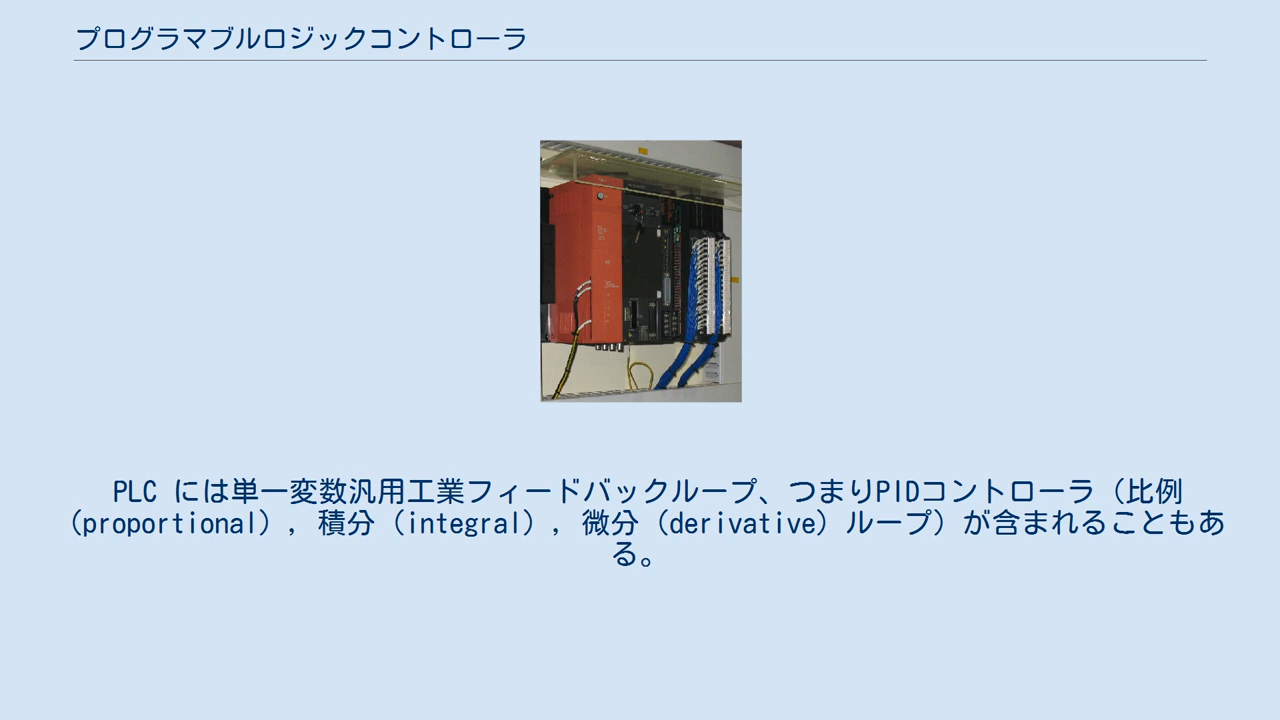 プログラマブルロジックコントローラ
PLC には単一変数汎用工業フィードバックループ、つまりPIDコントローラ（比例
(proportional），積分（integral），微分（derivative）ループ）が含まれることもあ
る。